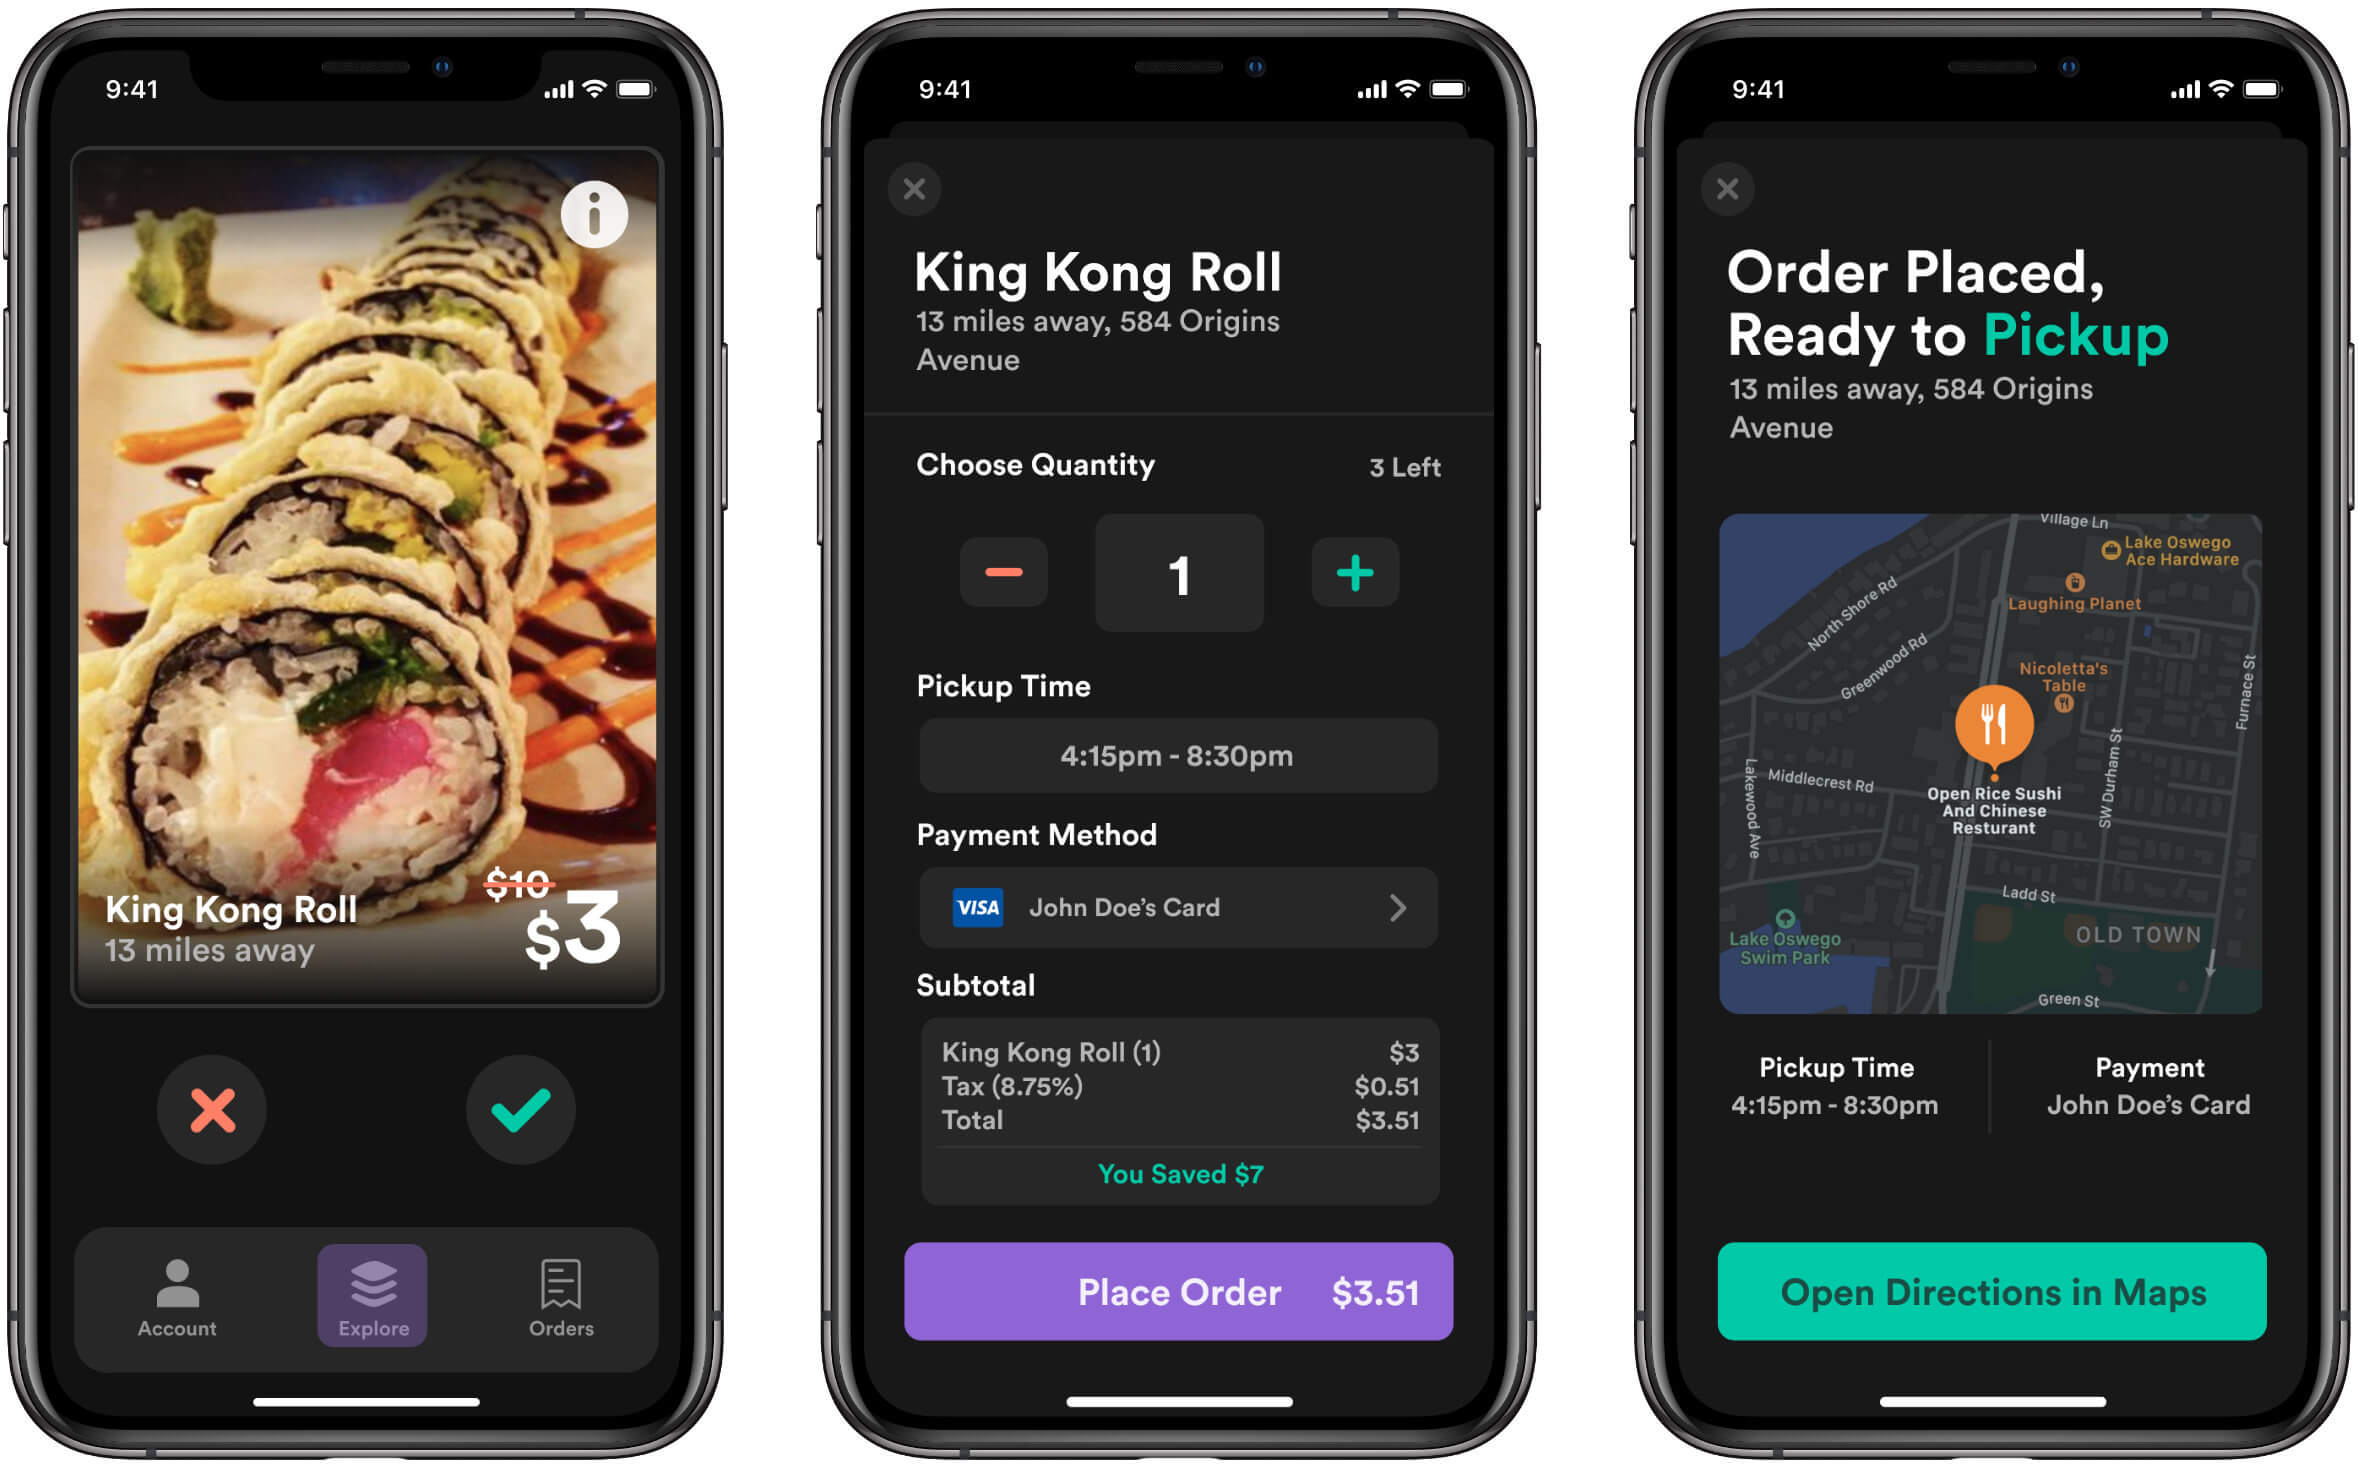 9:41
King Kong Roll
13 miles away
$10
$3
Account
Explore
Orders
9:41
King Kong Roll
13 miles away, 584 Origins
Avenue
Choose Quantity
3 Left
1
Pickup Time
4:15pm - 8:30pm
Payment Method
VISA John Doe's Card
Subtotal
King Kong Roll (1) $3
Tax (8.75%) $0.51
Total $3.51
You Saved $7
Place Order $3.51
9:41
Order Placed,
Ready to Pickup
13 miles away, 584 Origins
Avenue
Village Ln
Lake Oswego
Ace Hardware
North Shore Rd
Laughing Planet
Greenwood Rd
Nicoletta's
Table
Furnace St
SW Durham St
Lakewood Ave
Middlecrest Rd
Open Rice Sushi
And Chinese
Resturant
Ladd St
OLD TOWN
Lake Oswego
Swim Park
Green St
Pickup Time
4:15pm - 8:30pm
Payment
John Doe's Card
Open Directions in Maps